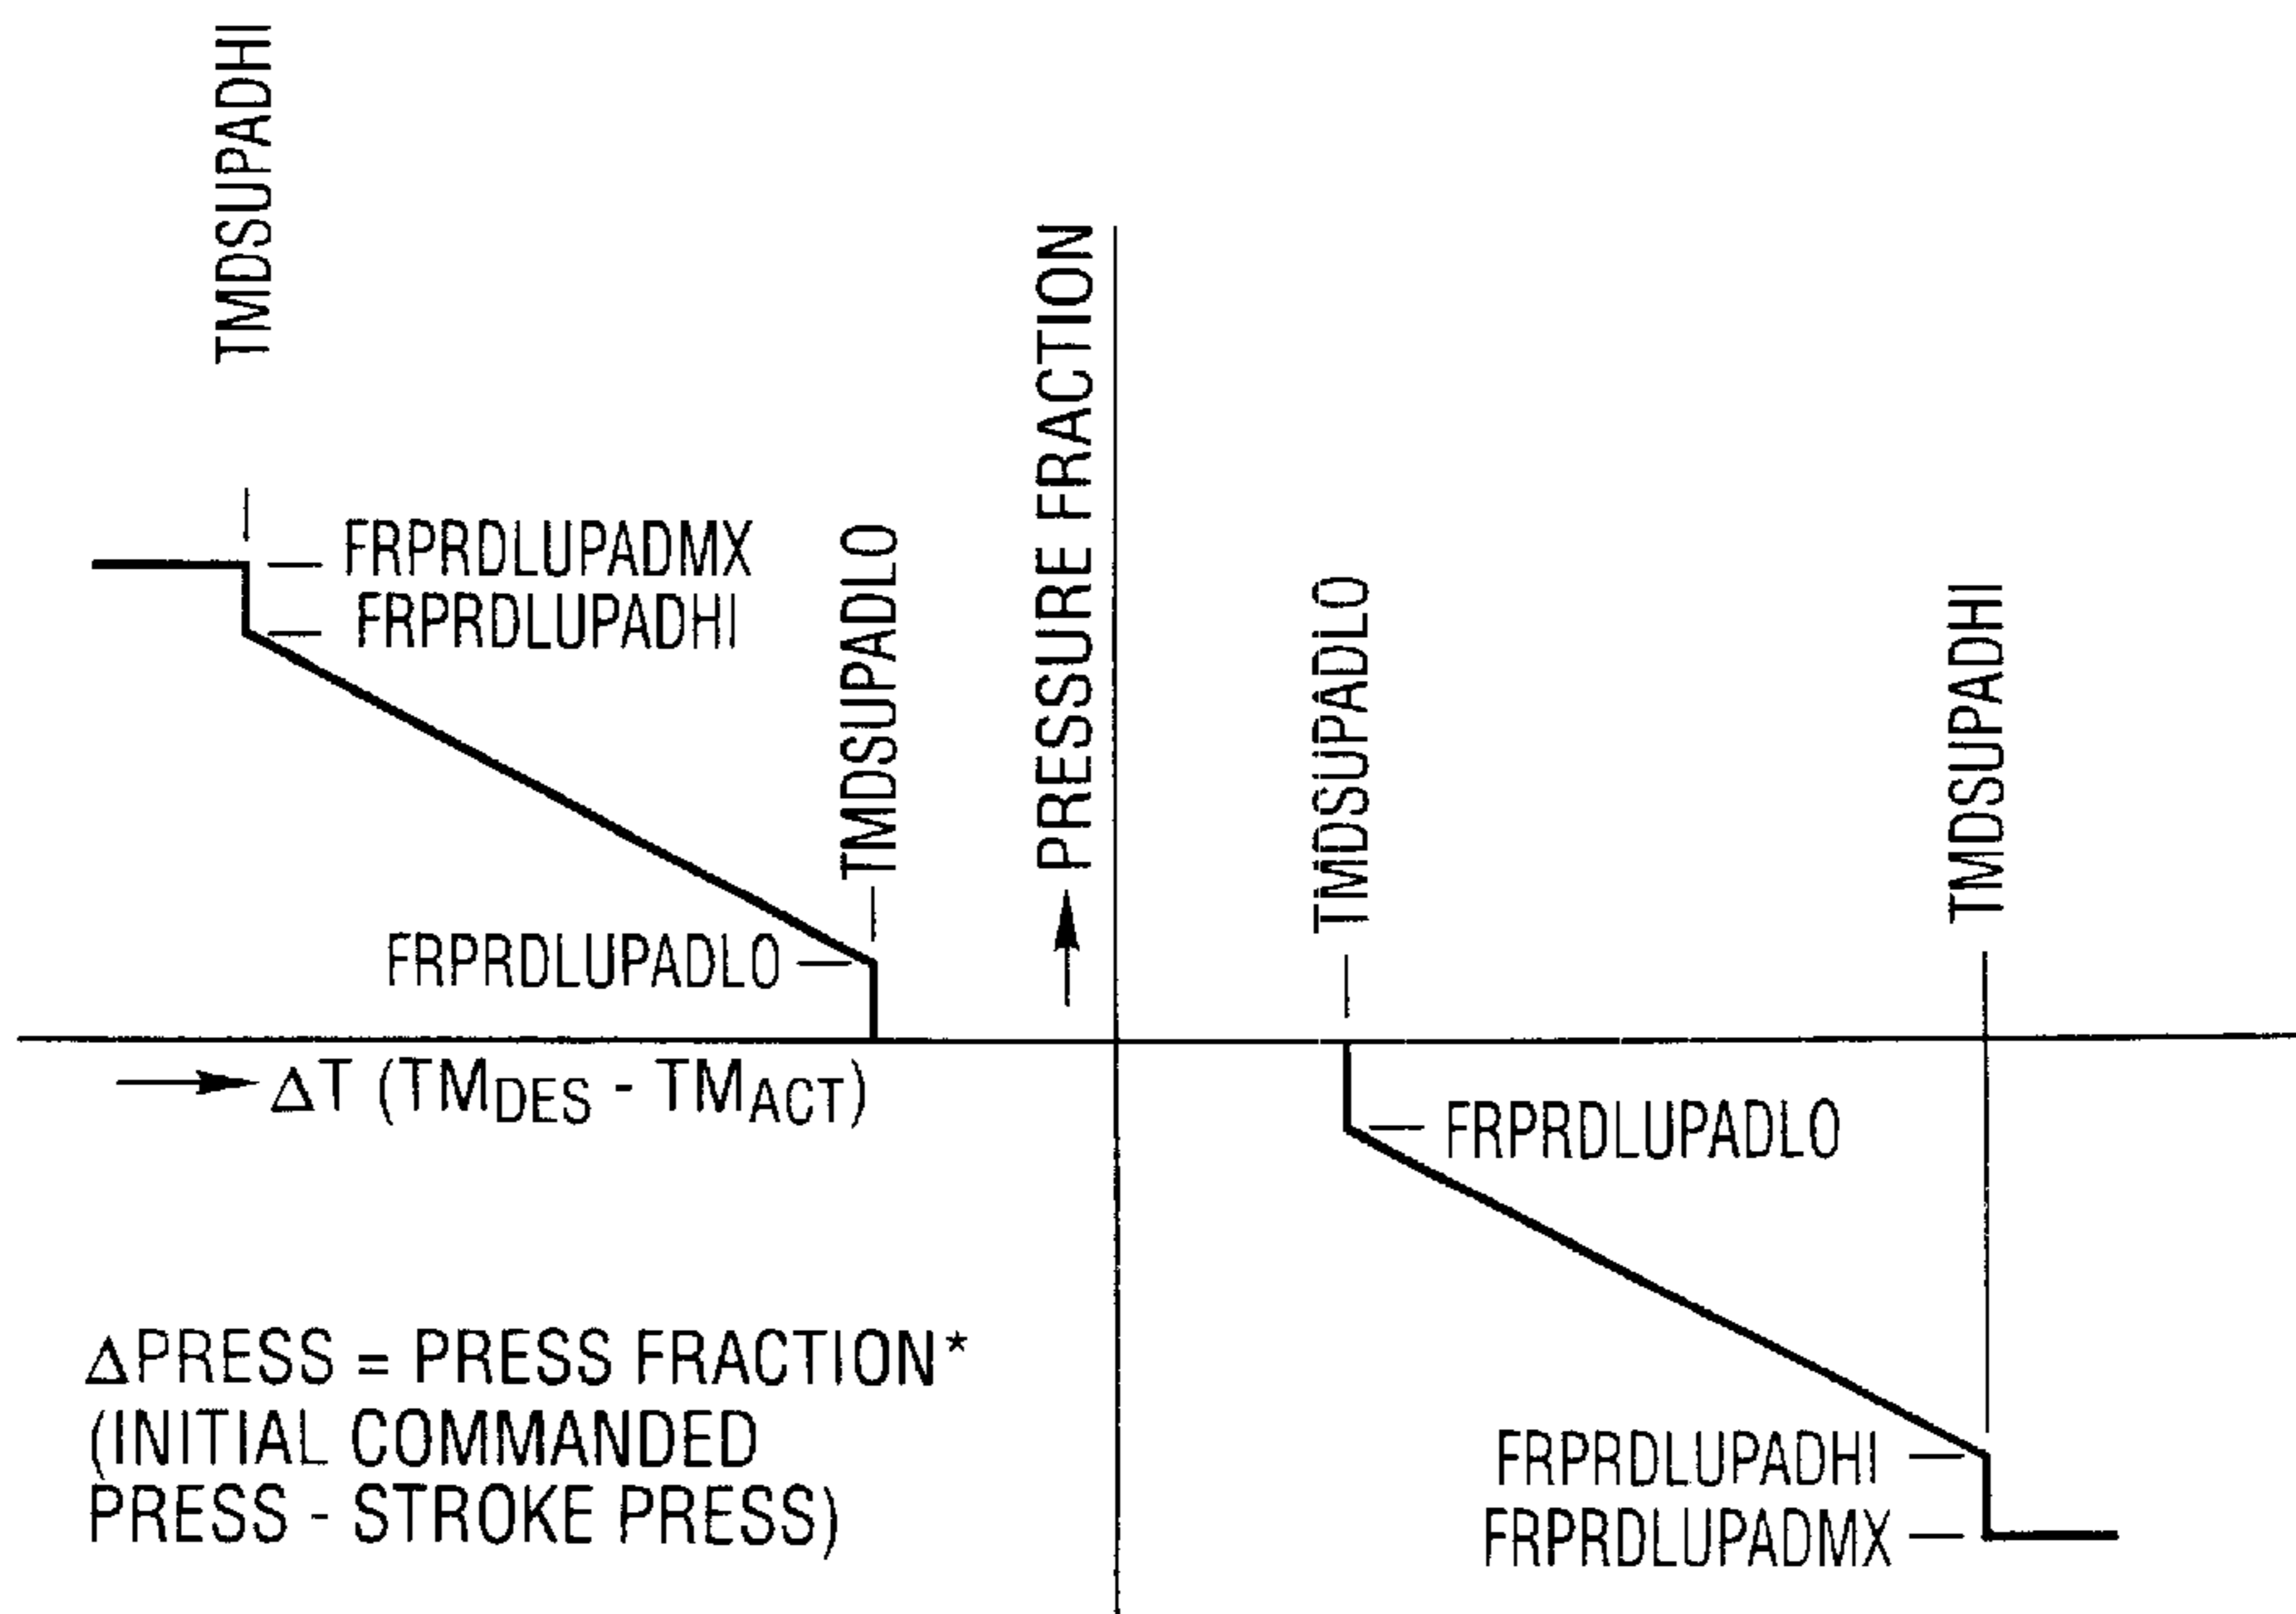 TMDSUPADHI
PRESSURE FRACTION
FRPRDLUPADMX
FRPRDLUPADHI
TMDSUPADLO
TMDSUPADLO
TMDSUPADHI
FRPRDLUPADLO
ΔT (TMDES - TMACT)
FRPRDLUPADLO
ΔPRESS = PRESS FRACTION*
(INITIAL COMMANDED
PRESS - STROKE PRESS)
FRPRDLUPADHI
FRPRDLUPADMX